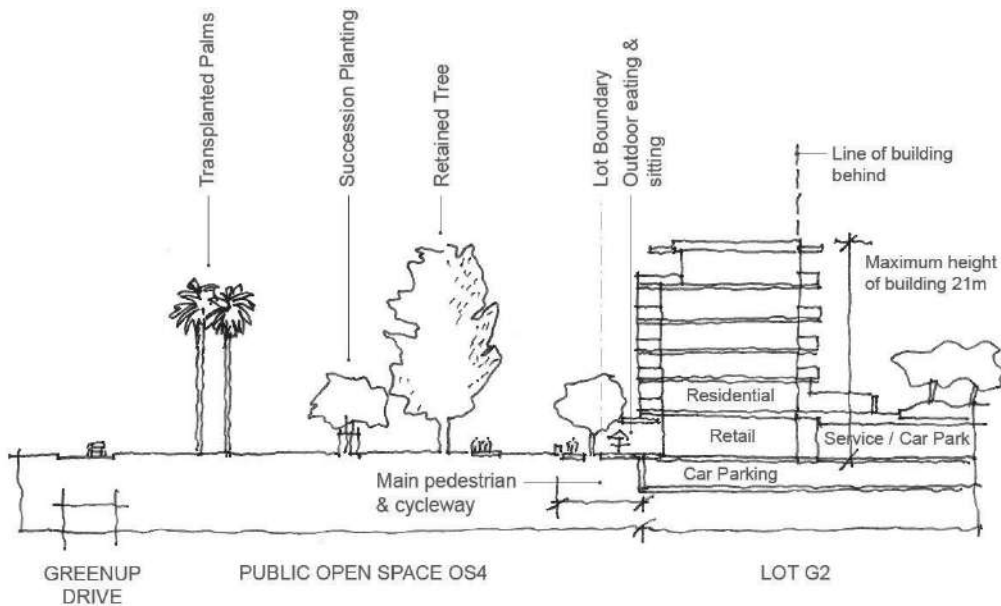 Transplanted Palms
Succession Planting
Retained Tree
Lot Boundary
Outdoor eating &
sitting
Line of building
behind
Maximum height
of building 21m
Residential
Retail
Service / Car Park
Car Parking
Main pedestrian
& cycleway
GREENUP
DRIVE
PUBLIC OPEN SPACE OS4
LOT G2